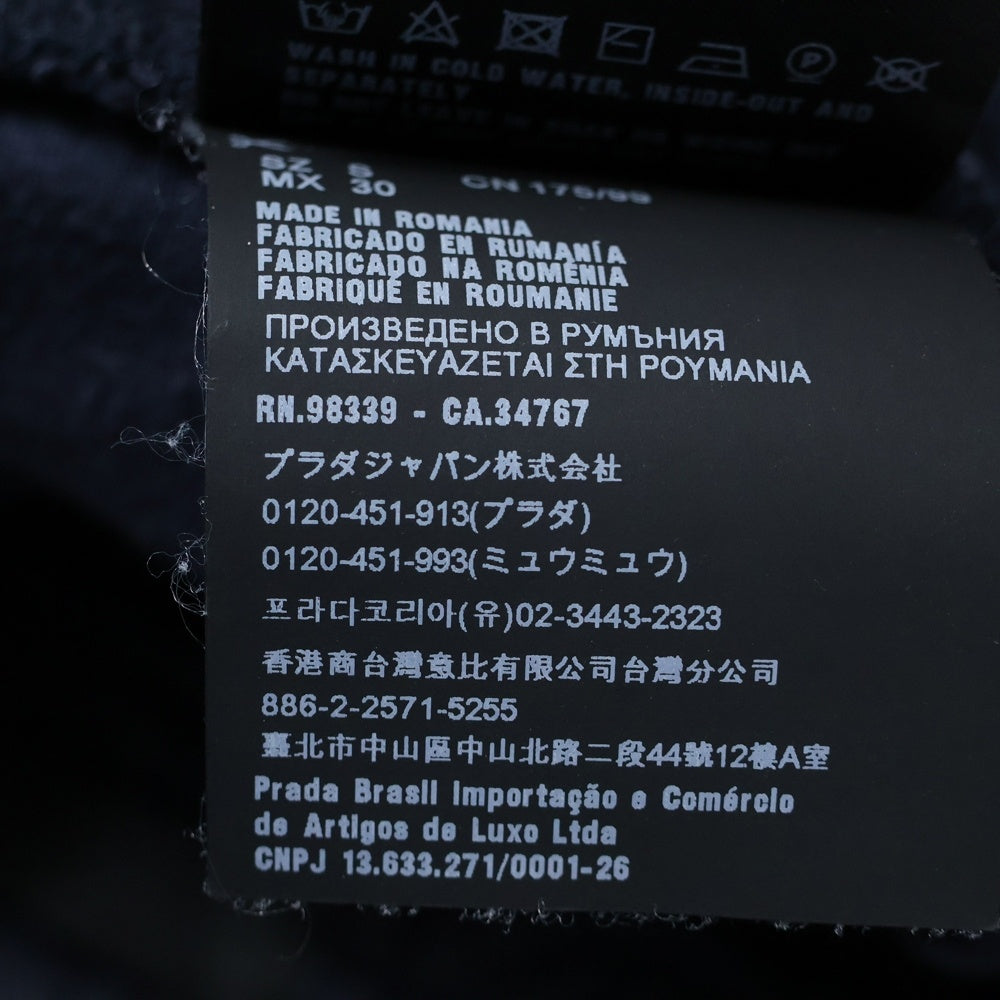 WASH IN COLD WATER, INSIDE-OUT AND
SEPARATELY
SZ S
MX 30 CN 175/
MADE IN ROMANIA
FABRICADO EN RUMANÍA
FABRICADO NA ROMÊNIA
FABRIQUÉ EN ROUMANIE
ПРОИЗВЕДЕНО В РУМЪНИЯ
ΚΑΤΑΣΚΕΥΑΖΕΤΑΙ ΣΤΗ ΡΟΥΜΑΝΙΑ
RN.98339 - CA.34767
プラダジャパン株式会社
0120-451-913(プラダ)
0120-451-993(ミュウミュウ)
프라다코리아(유)02-3443-2323
香港商台灣意比有限公司台灣分公司
886-2-2571-5255
臺北市中山區中山北路二段44號12樓A室
Prada Brasil Importação e Comércio
de Artigos de Luxo Ltda
CNPJ 13.633.271/0001-26